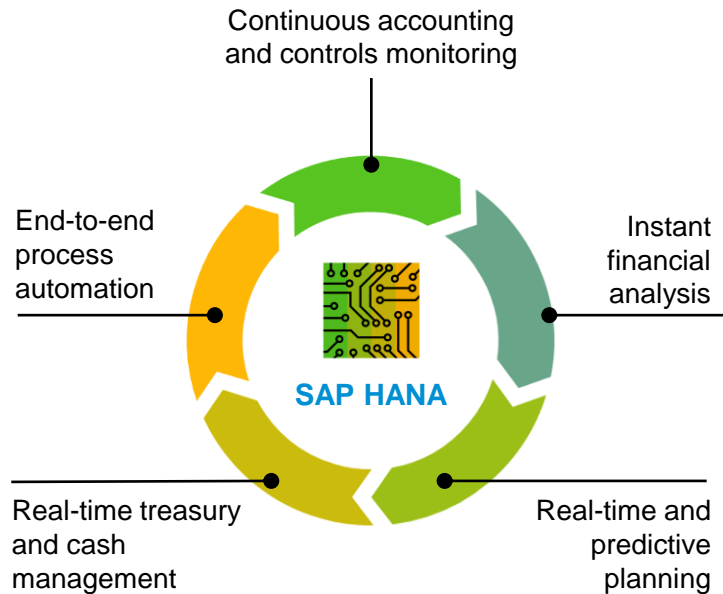 Continuous accounting
and controls monitoring
End-to-end
process
automation
Instant
financial
analysis
SAP HANA
Real-time treasury
and cash
management
Real-time and
predictive
planning